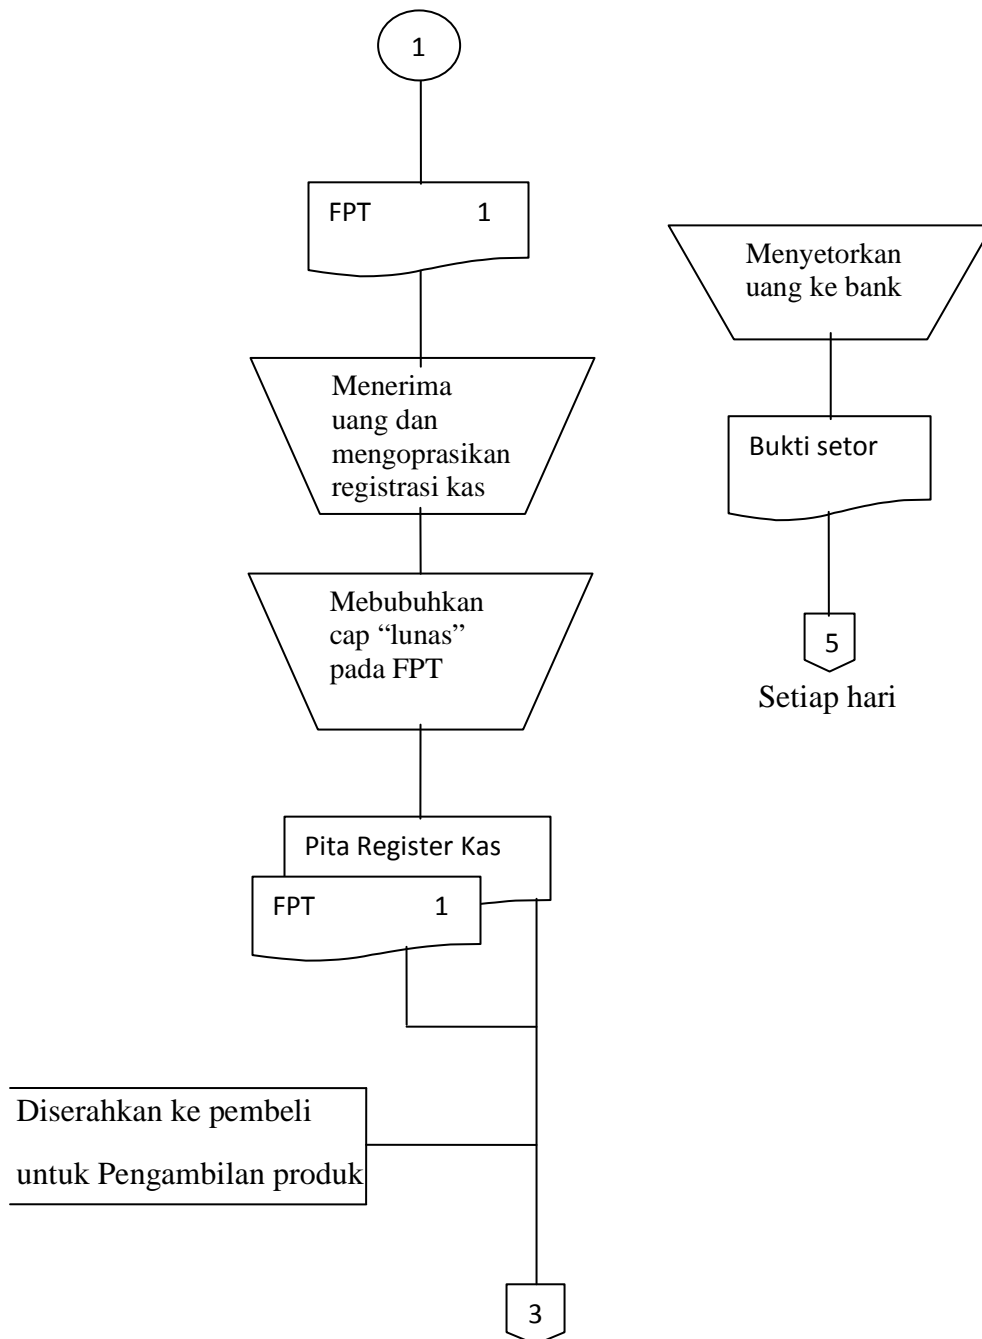 1
FPT 1
Menerima
uang dan
mengoprasikan
registrasi kas
Mebubuhkan
cap “lunas”
pada FPT
Pita Register Kas
FPT 1
Diserahkan ke pembeli
untuk Pengambilan produk
3
Menyetorkan
uang ke bank
Bukti setor
5
Setiap hari